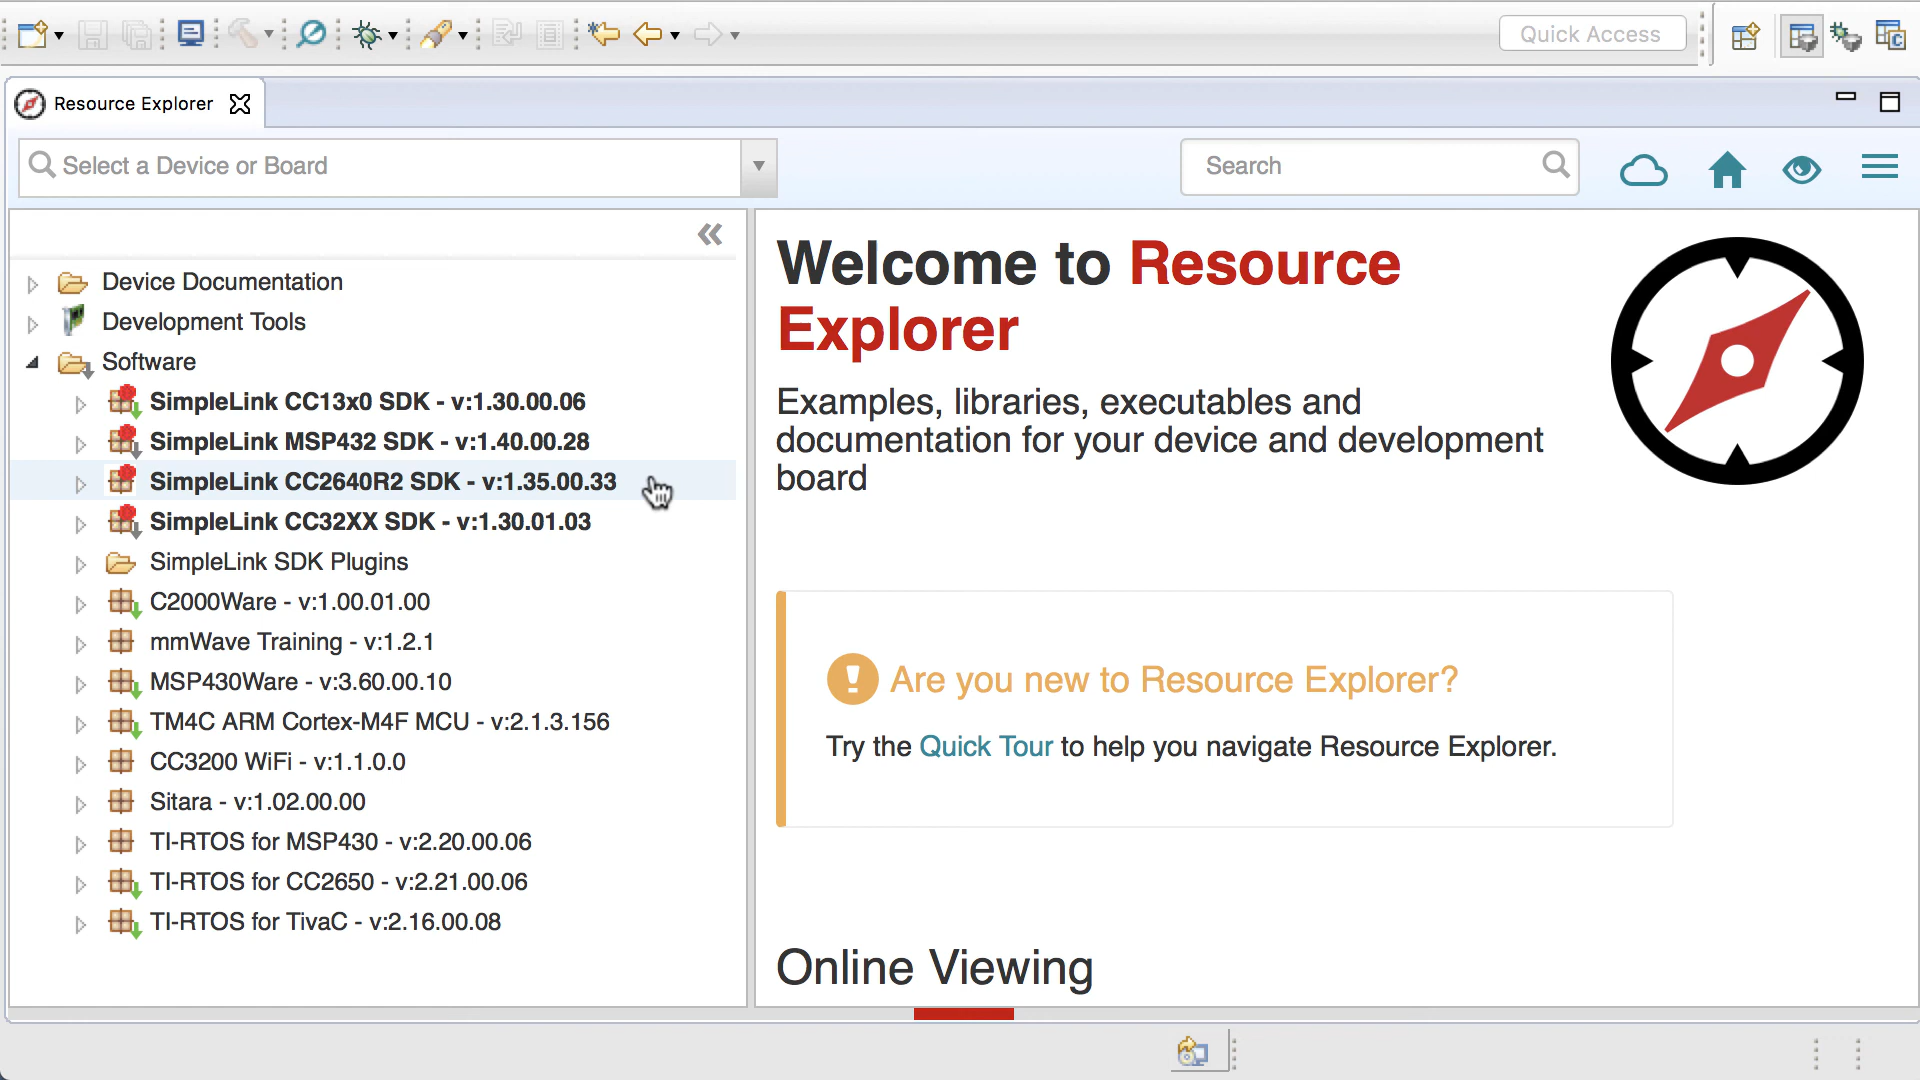 Quick Access
Resource Explorer
Select a Device or Board
Search
Device Documentation
Development Tools
Software
SimpleLink CC13x0 SDK - v:1.30.00.06
SimpleLink MSP432 SDK - v:1.40.00.28
SimpleLink CC2640R2 SDK - v:1.35.00.33
SimpleLink CC32XX SDK - v:1.30.01.03
SimpleLink SDK Plugins
C2000Ware - v:1.00.01.00
mmWave Training - v:1.2.1
MSP430Ware - v:3.60.00.10
TM4C ARM Cortex-M4F MCU - v:2.1.3.156
CC3200 WiFi - v:1.1.0.0
Sitara - v:1.02.00.00
TI-RTOS for MSP430 - v:2.20.00.06
TI-RTOS for CC2650 - v:2.21.00.06
TI-RTOS for TivaC - v:2.16.00.08
Welcome to Resource
Explorer
Examples, libraries, executables and
documentation for your device and development
board
Are you new to Resource Explorer?
Try the Quick Tour to help you navigate Resource Explorer.
Online Viewing